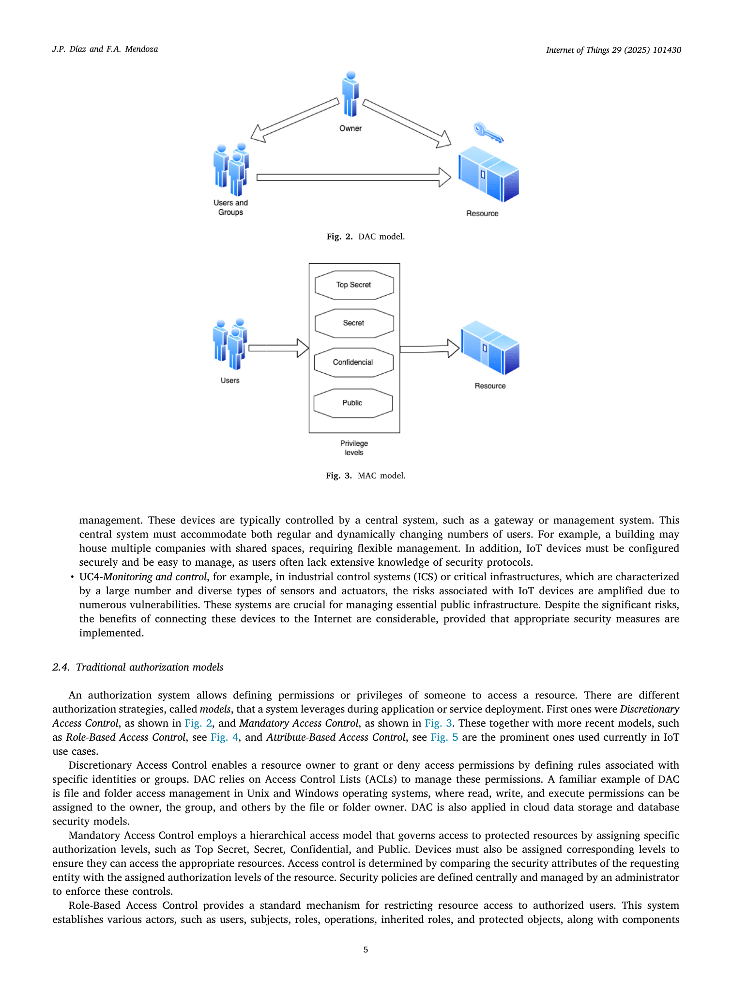 J.P. Díaz and F.A. Mendoza
Internet of Things 29 (2025) 101430
Owner
Users and
Groups
Resource
Fig. 2. DAC model.
Top Secret
Secret
Confidencial
Public
Users
Resource
Privilege
levels
Fig. 3. MAC model.
management. These devices are typically controlled by a central system, such as a gateway or management system. This
central system must accommodate both regular and dynamically changing numbers of users. For example, a building may
house multiple companies with shared spaces, requiring flexible management. In addition, IoT devices must be configured
securely and be easy to manage, as users often lack extensive knowledge of security protocols.
• UC4-Monitoring and control, for example, in industrial control systems (ICS) or critical infrastructures, which are characterized
by a large number and diverse types of sensors and actuators, the risks associated with IoT devices are amplified due to
numerous vulnerabilities. These systems are crucial for managing essential public infrastructure. Despite the significant risks,
the benefits of connecting these devices to the Internet are considerable, provided that appropriate security measures are
implemented.
2.4. Traditional authorization models
An authorization system allows defining permissions or privileges of someone to access a resource. There are different
authorization strategies, called models, that a system leverages during application or service deployment. First ones were Discretionary
Access Control, as shown in Fig. 2, and Mandatory Access Control, as shown in Fig. 3. These together with more recent models, such
as Role-Based Access Control, see Fig. 4, and Attribute-Based Access Control, see Fig. 5 are the prominent ones used currently in IoT
use cases.
Discretionary Access Control enables a resource owner to grant or deny access permissions by defining rules associated with
specific identities or groups. DAC relies on Access Control Lists (ACLs) to manage these permissions. A familiar example of DAC
is file and folder access management in Unix and Windows operating systems, where read, write, and execute permissions can be
assigned to the owner, the group, and others by the file or folder owner. DAC is also applied in cloud data storage and database
security models.
Mandatory Access Control employs a hierarchical access model that governs access to protected resources by assigning specific
authorization levels, such as Top Secret, Secret, Confidential, and Public. Devices must also be assigned corresponding levels to
ensure they can access the appropriate resources. Access control is determined by comparing the security attributes of the requesting
entity with the assigned authorization levels of the resource. Security policies are defined centrally and managed by an administrator
to enforce these controls.
Role-Based Access Control provides a standard mechanism for restricting resource access to authorized users. This system
establishes various actors, such as users, subjects, roles, operations, inherited roles, and protected objects, along with components
5